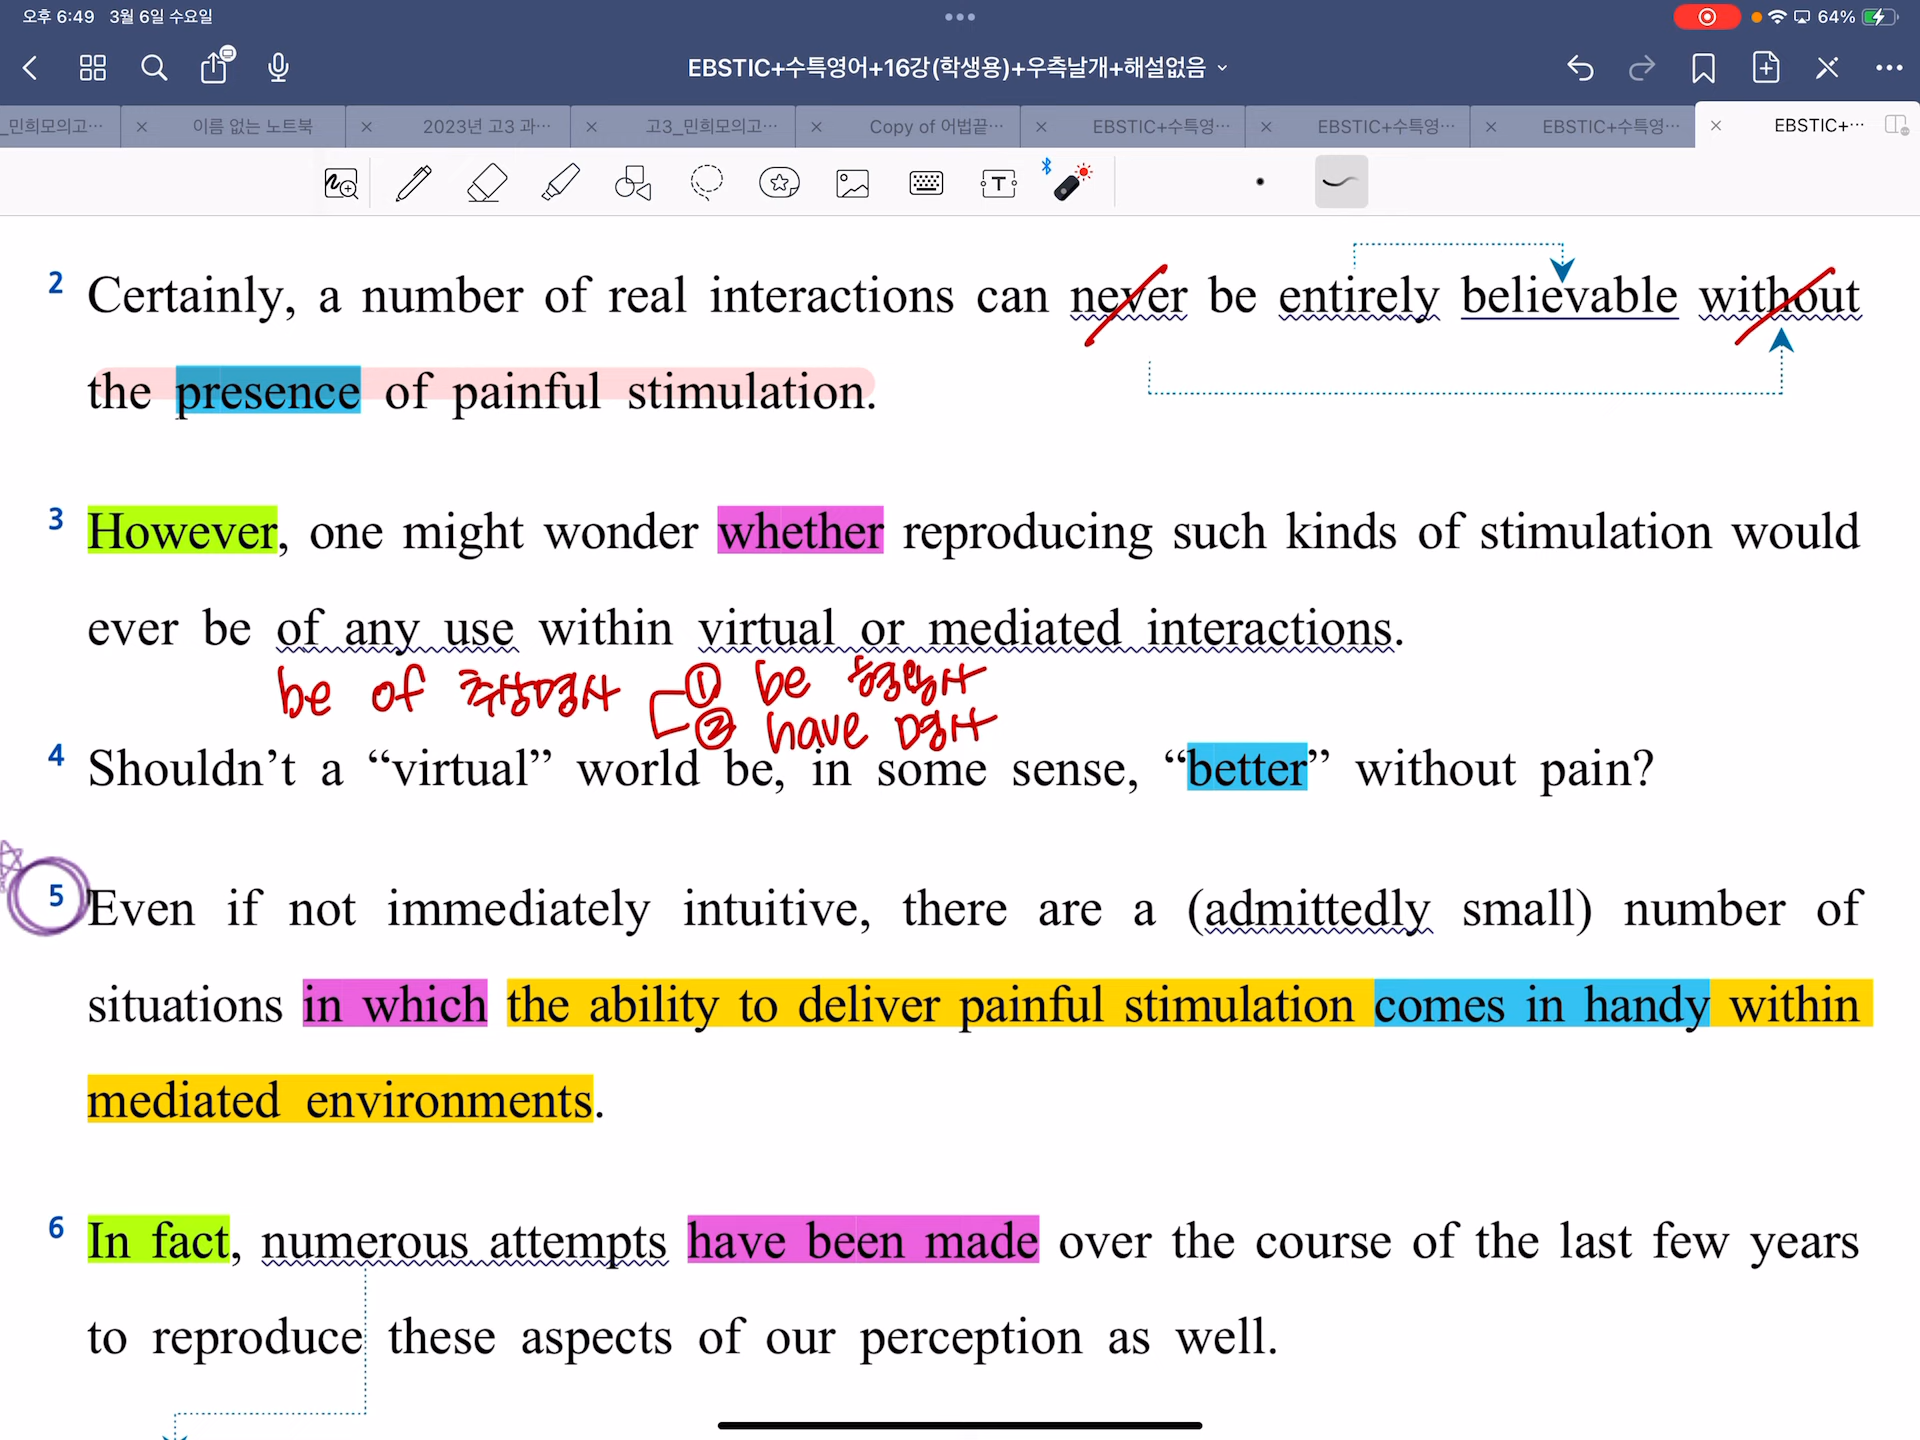 오후 6:49 3월 6일 수요일
64%
EBSTIC+수특영어+16강(학생용)+우측날개+해설없음
_민희모의고… 이름 없는 노트북 2023년 고3 과… 고3_민희모의고… Copy of 어법끝… EBSTIC+수특영… EBSTIC+수특영… EBSTIC+수특영… EBSTIC+…
2 Certainly, a number of real interactions can never be entirely believable without
the presence of painful stimulation.
3 However, one might wonder whether reproducing such kinds of stimulation would
ever be of any use within virtual or mediated interactions.
be of 추상명사 ① be 형용사
② have 명사
4 Shouldn’t a “virtual” world be, in some sense, “better” without pain?
5 Even if not immediately intuitive, there are a (admittedly small) number of
situations in which the ability to deliver painful stimulation comes in handy within
mediated environments.
6 In fact, numerous attempts have been made over the course of the last few years
to reproduce these aspects of our perception as well.